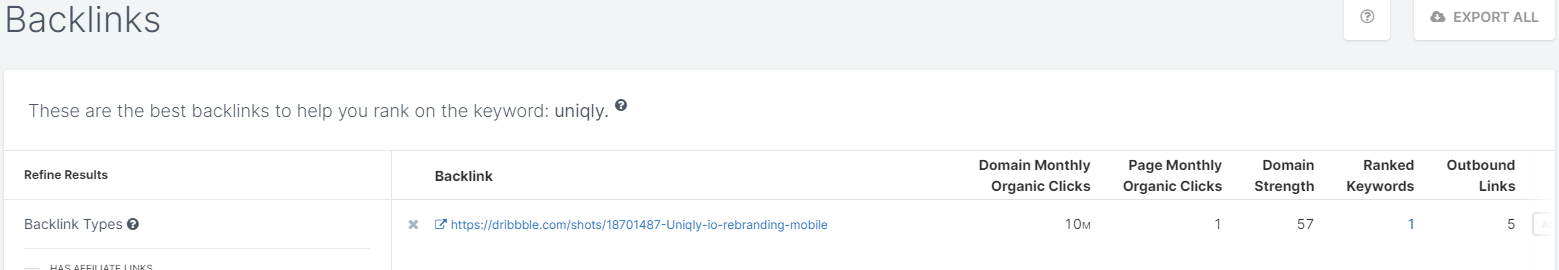 Backlinks
EXPORT ALL
These are the best backlinks to help you rank on the keyword: uniqly.
Refine Results
Backlink
Domain Monthly
Organic Clicks
Page Monthly
Organic Clicks
Domain
Strength
Ranked
Keywords
Outbound
Links
Backlink Types
https://dribbble.com/shots/18701487-Uniqly-io-rebranding-mobile
10M
1
57
1
5
HAS AFFILIATE LINKS